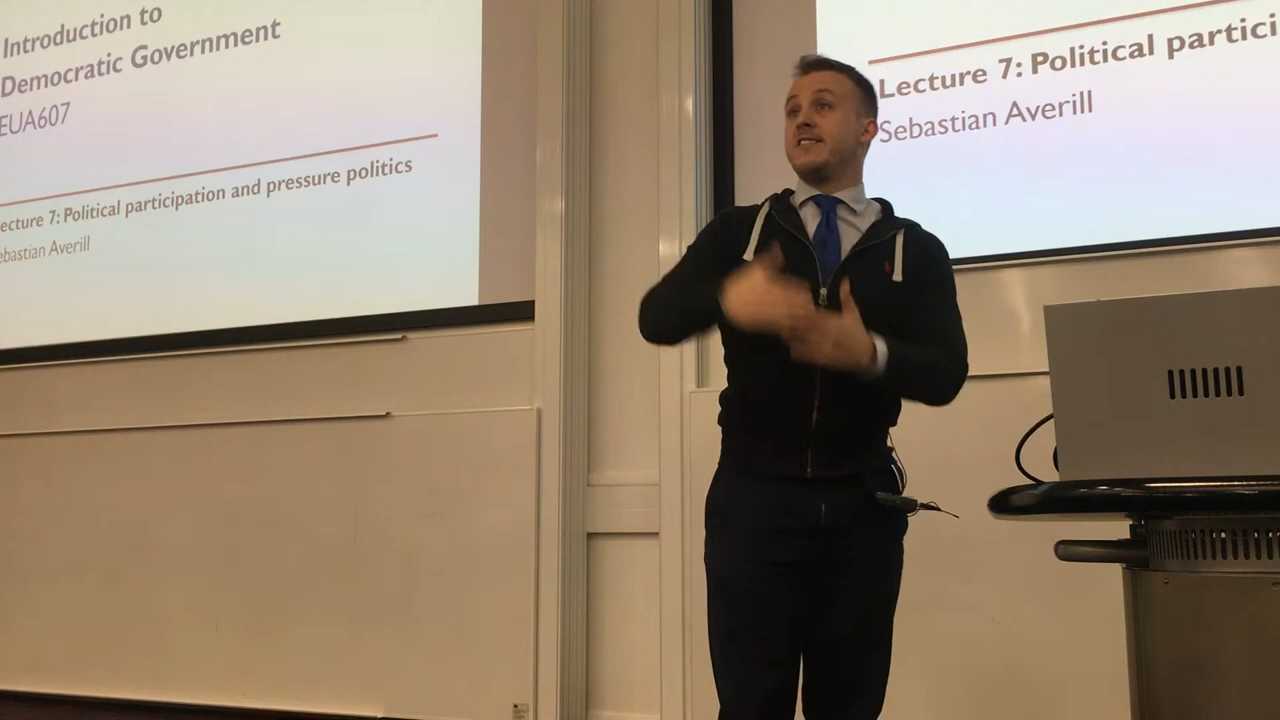 Introduction to
Democratic Government
EUA607
ecture 7: Political participation and pressure politics
ebastian Averill
Lecture 7: Political partici
Sebastian Averill